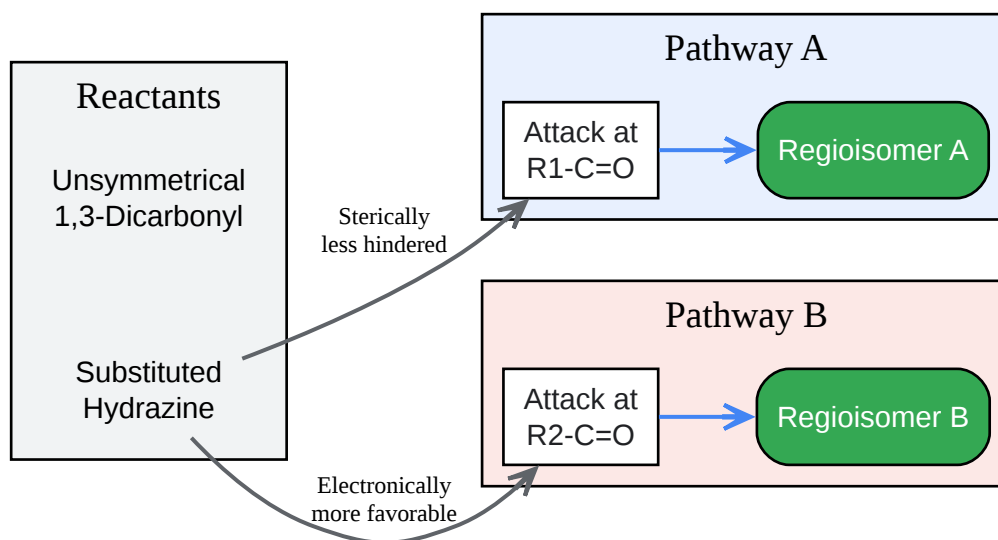 Reactants
Unsymmetrical
1,3-Dicarbonyl
Substituted
Hydrazine
Sterically
less hindered
Electronically
more favorable
Pathway A
Attack at
R1-C=O
Regioisomer A
Pathway B
Attack at
R2-C=O
Regioisomer B